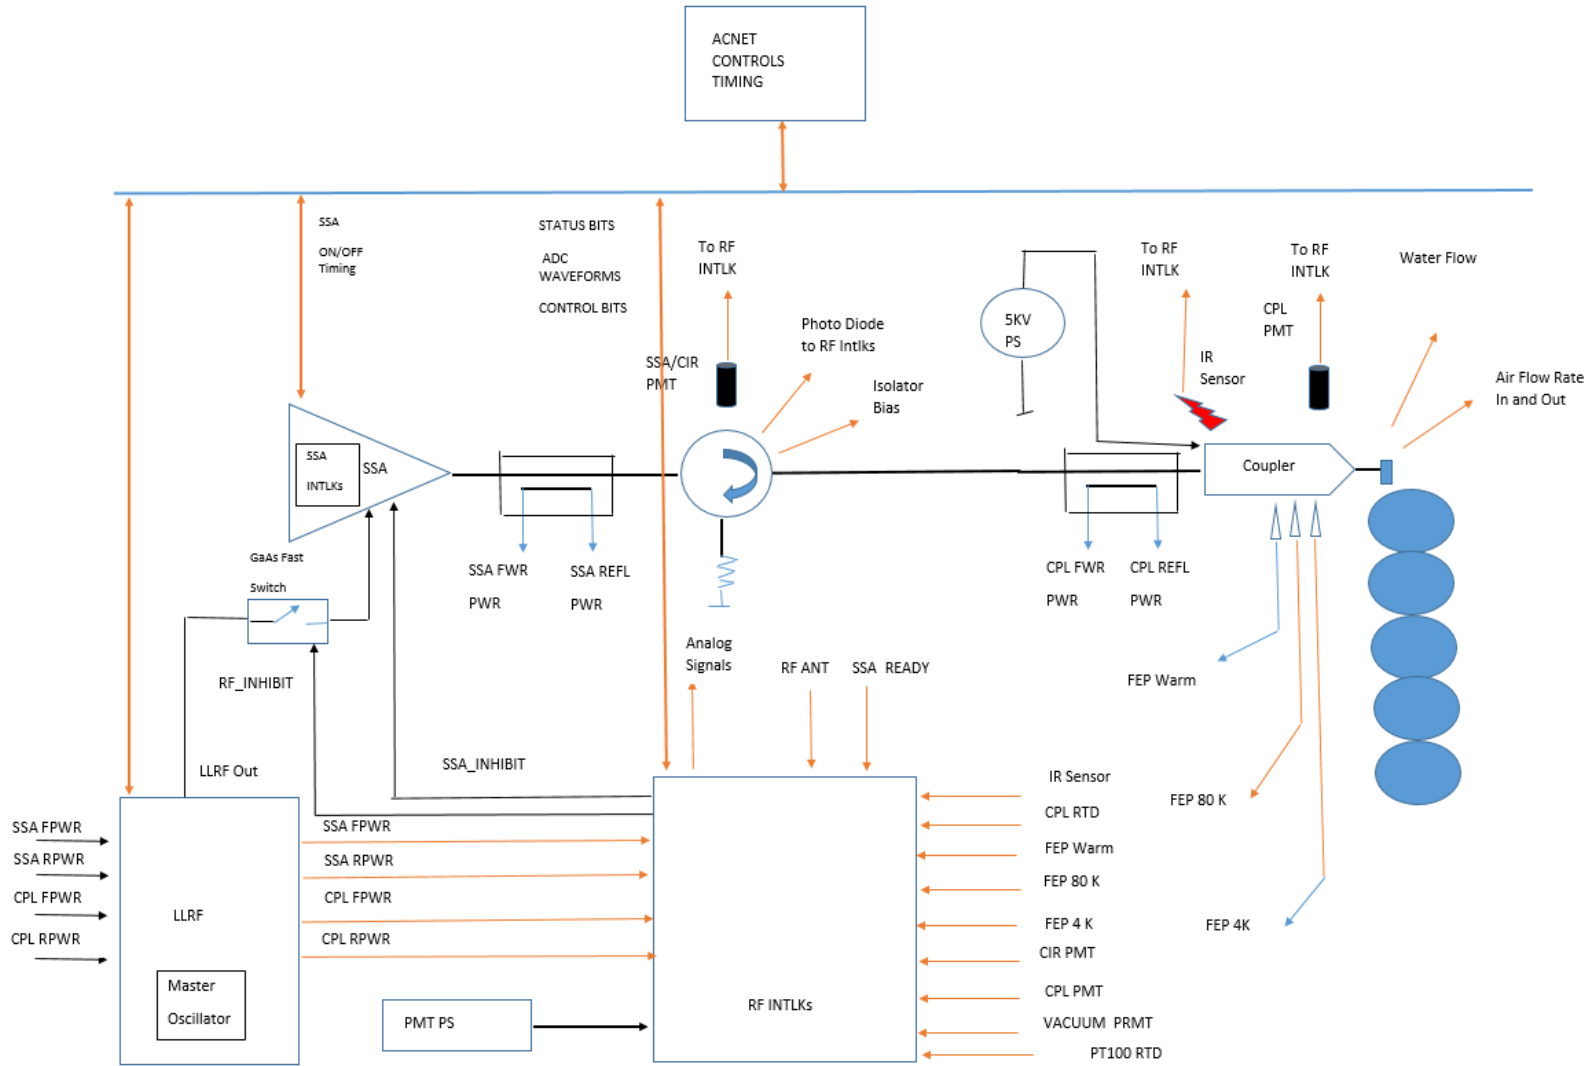 ACNET
CONTROLS
TIMING
SSA
ON/OFF
Timing
STATUS BITS
ADC
WAVEFORMS
CONTROL BITS
To RF
INTLK
SSA/CIR
PMT
Photo Diode
to RF Intlks
Isolator
Bias
5KV
PS
To RF
INTLK
IR
Sensor
To RF
INTLK
CPL
PMT
Water Flow
Air Flow Rate
In and Out
SSA
INTLKs
SSA
Coupler
GaAs Fast
Switch
SSA FWR
PWR
SSA REFL
PWR
CPL FWR
PWR
CPL REFL
PWR
Analog
Signals
RF ANT
SSA READY
RF_INHIBIT
FEP Warm
LLRF Out
SSA_INHIBIT
FEP 80 K
FEP 4K
SSA FPWR
SSA RPWR
CPL FPWR
CPL RPWR
LLRF
Master
Oscillator
SSA FPWR
SSA RPWR
CPL FPWR
CPL RPWR
PMT PS
RF INTLKs
IR Sensor
CPL RTD
FEP Warm
FEP 80 K
FEP 4 K
CIR PMT
CPL PMT
VACUUM PRMT
PT100 RTD